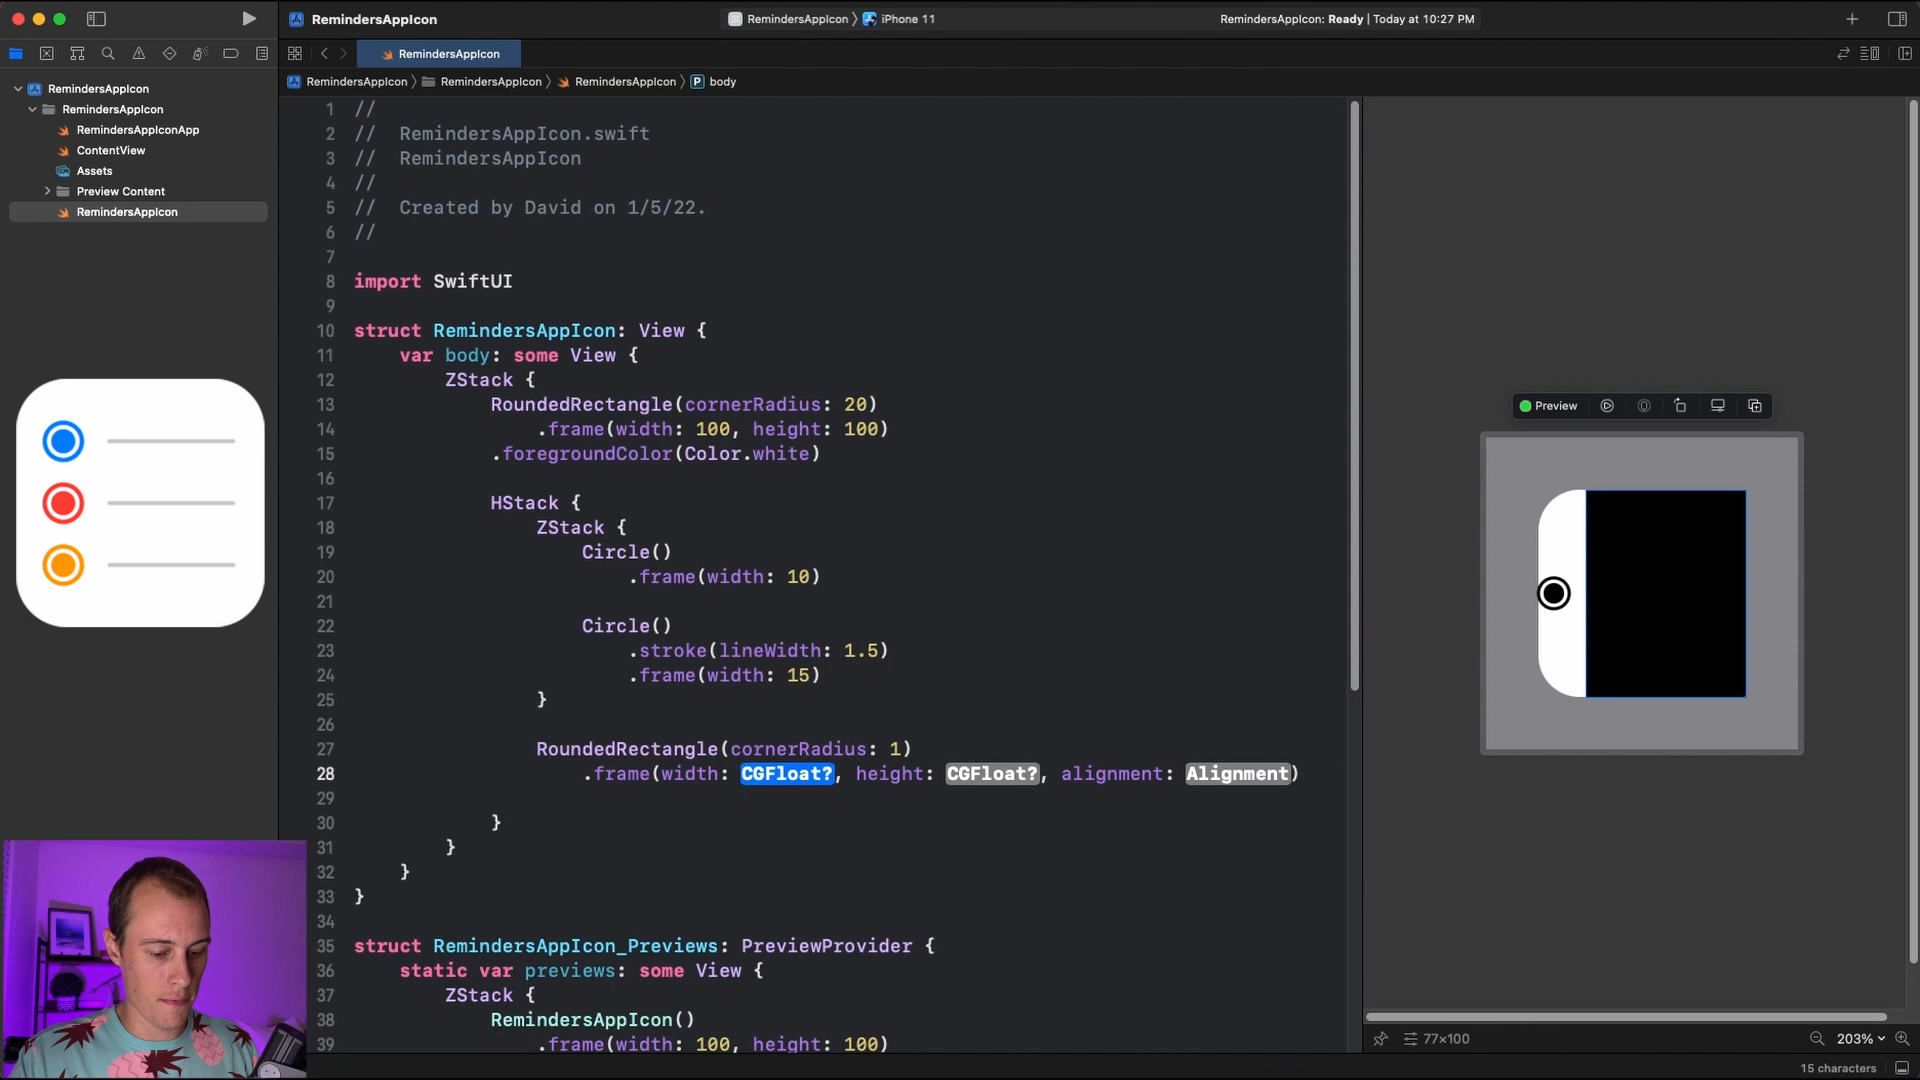 RemindersAppIcon
RemindersAppIcon iPhone 11
RemindersAppIcon: Ready | Today at 10:27 PM
RemindersAppIcon
RemindersAppIcon RemindersAppIcon RemindersAppIcon P body
RemindersAppIcon
RemindersAppIcon
RemindersAppIconApp
ContentView
Assets
Preview Content
RemindersAppIcon
1 //
2 // RemindersAppIcon.swift
3 // RemindersAppIcon
4 //
5 // Created by David on 1/5/22.
6 //
7
8 import SwiftUI
9
10 struct RemindersAppIcon: View {
11 var body: some View {
12 ZStack {
13 RoundedRectangle(cornerRadius: 20)
14 .frame(width: 100, height: 100)
15 .foregroundColor(Color.white)
16
17 HStack {
18 ZStack {
19 Circle()
20 .frame(width: 10)
21
22 Circle()
23 .stroke(lineWidth: 1.5)
24 .frame(width: 15)
25 }
26
27 RoundedRectangle(cornerRadius: 1)
28 .frame(width: CGFloat?, height: CGFloat?, alignment: Alignment)
29
30 }
31 }
32 }
33 }
34
35 struct RemindersAppIcon_Previews: PreviewProvider {
36 static var previews: some View {
37 ZStack {
38 RemindersAppIcon()
39 .frame(width: 100, height: 100)
Preview
77×100
203%
15 characters